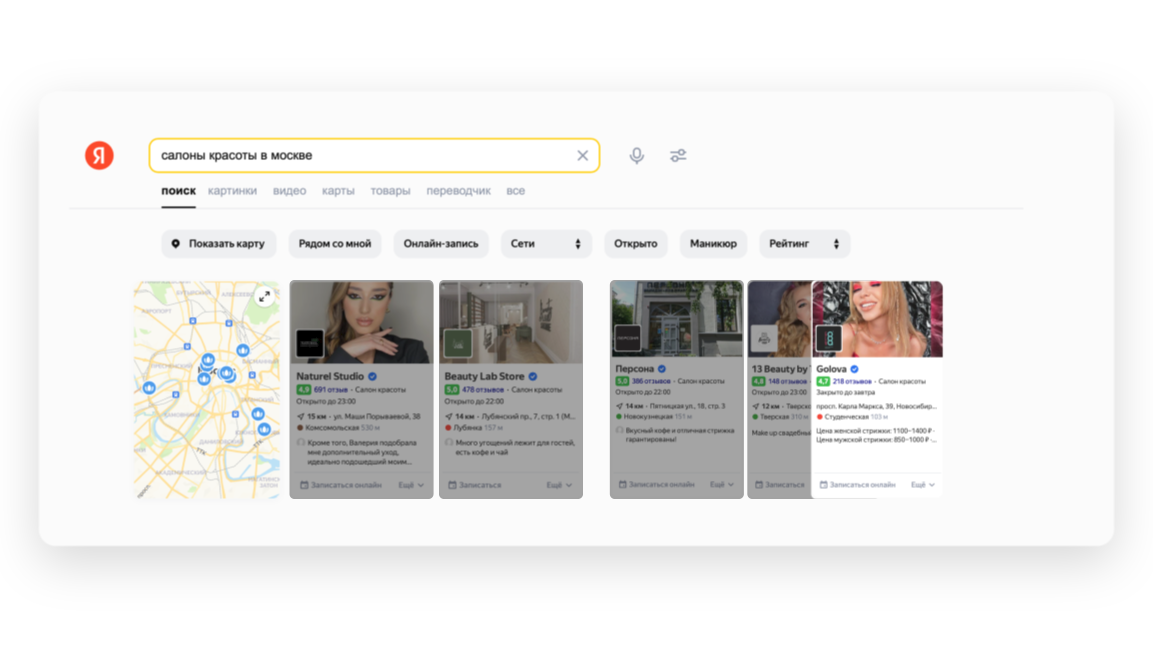 Я
салоны красоты в москве
поиск картинки видео карты товары переводчик все
Показать карту Рядом со мной Онлайн-запись Сети Открыто Маникюр Рейтинг
АЭРОПОРТ
ТТК
Naturel Studio
4,9 691 отзыв · Салон красоты
Открыто до 23:00
15 км · ул. Маши Порываевой, 38
Комсомольская 530 м
Кроме того, Валерия подобрала
мне дополнительный уход,
идеально подошедший моим...
Записаться онлайн Ещё
Beauty Lab Store
5,0 478 отзывов · Салон красоты
Открыто до 22:00
14 км · Лубянский пр., 7, стр. 1 (М...
Лубянка 157 м
Много угощений лежит для гостей,
есть кофе и чай
Записаться Ещё
ПЕРСОНА
Персона
5,0 386 отзывов · Салон красоты
Открыто до 22:00
14 км · Пятницкая ул., 18, стр. 3
Новокузнецкая 151 м
Вкусный кофе и отличная стрижка
гарантированы!
Записаться онлайн Ещё
13 Beauty by
4,8 148 отзывов
Открыто до 23:00
12 км · Тверска
Тверская 310 м
Make up свадебны
Записаться
Golova
4,7 218 отзывов · Салон красоты
Закрыто до завтра
просп. Карла Маркса, 39, Новосибир...
Студенческая 103 м
Цена женской стрижки: 1100–1400 ₽ ·
Цена мужской стрижки: 850–1000 ₽ ·...
Записаться онлайн Ещё